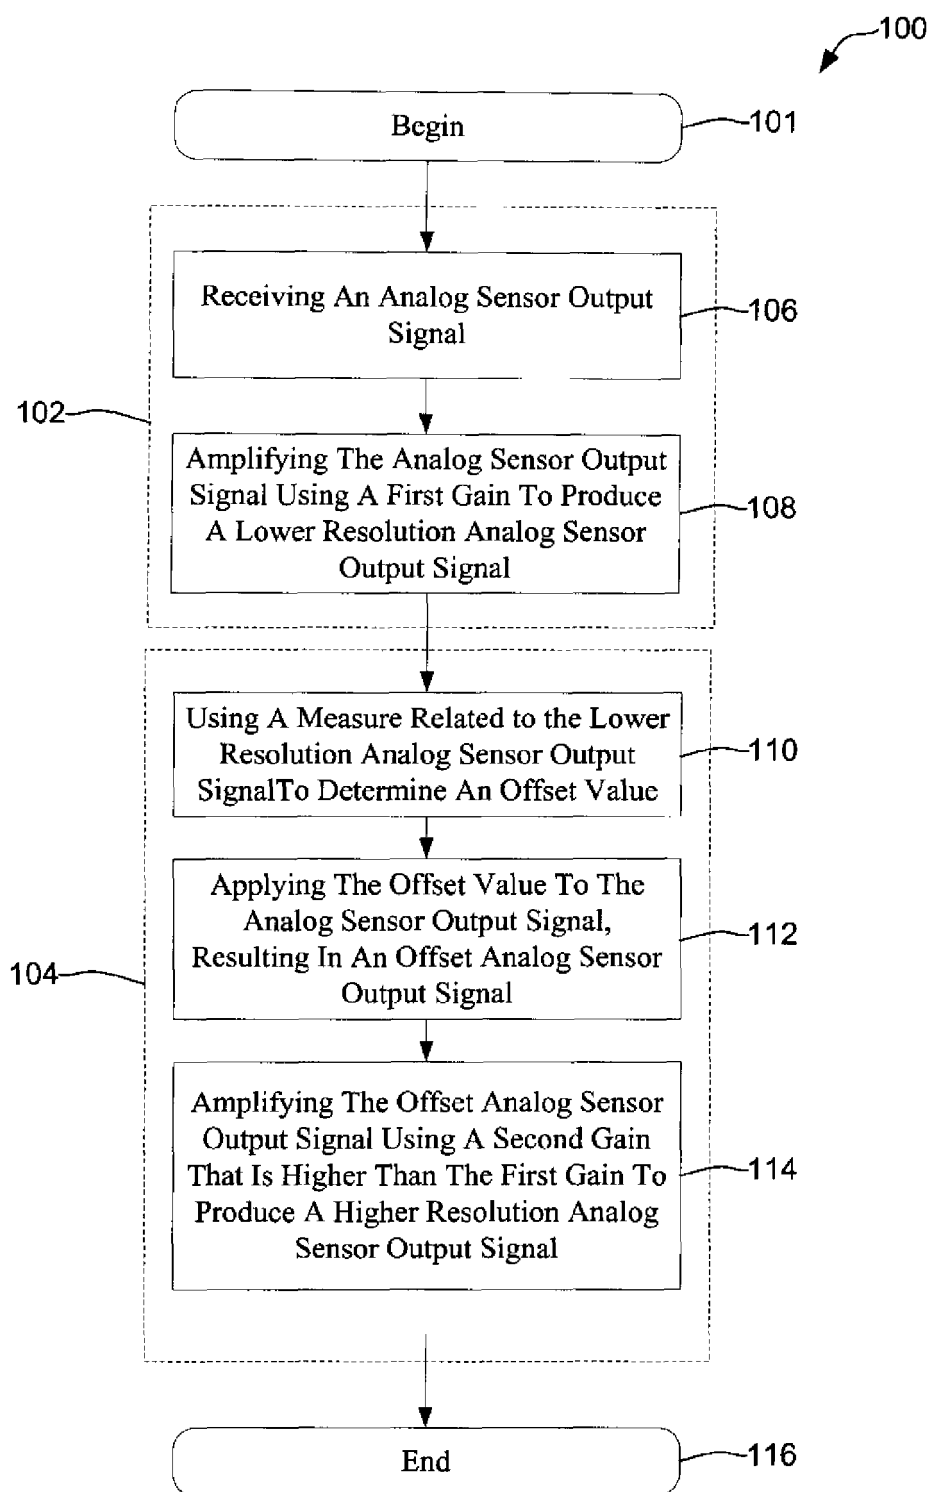 100
Begin
101
Receiving An Analog Sensor Output
Signal
106
102
Amplifying The Analog Sensor Output
Signal Using A First Gain To Produce
A Lower Resolution Analog Sensor
Output Signal
108
Using A Measure Related to the Lower
Resolution Analog Sensor Output
SignalTo Determine An Offset Value
110
Applying The Offset Value To The
Analog Sensor Output Signal,
Resulting In An Offset Analog Sensor
Output Signal
112
104
Amplifying The Offset Analog Sensor
Output Signal Using A Second Gain
That Is Higher Than The First Gain To
Produce A Higher Resolution Analog
Sensor Output Signal
114
End
116